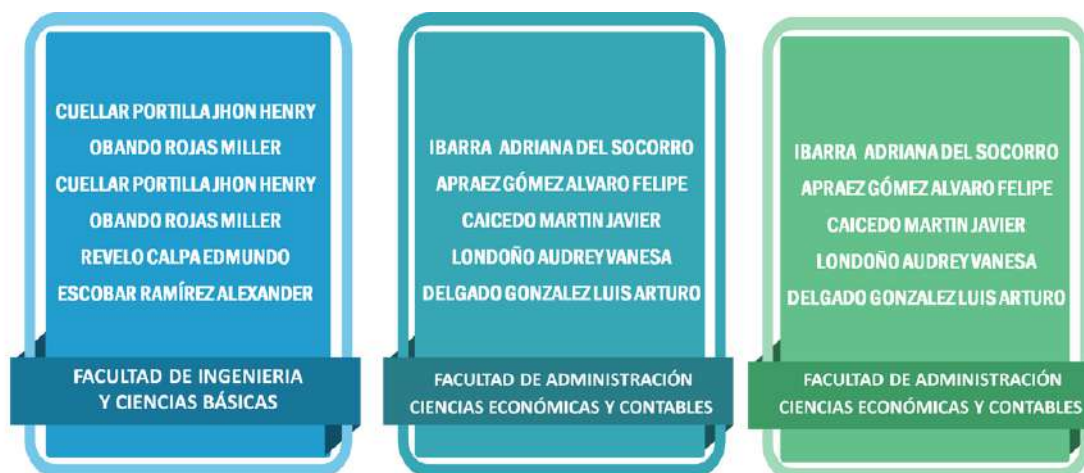 CUELLAR PORTILLA JHON HENRY
OBANDO ROJAS MILLER
CUELLAR PORTILLA JHON HENRY
OBANDO ROJAS MILLER
REVELO CALPA EDMUNDO
ESCOBAR RAMÍREZ ALEXANDER
FACULTAD DE INGENIERIA
Y CIENCIAS BÁSICAS
IBARRA ADRIANA DEL SOCORRO
APRAEZ GÓMEZ ALVARO FELIPE
CAICEDO MARTIN JAVIER
LONDOÑO AUDREY VANESA
DELGADO GONZALEZ LUIS ARTURO
FACULTAD DE ADMINISTRACIÓN
CIENCIAS ECONÓMICAS Y CONTABLES
IBARRA ADRIANA DEL SOCORRO
APRAEZ GÓMEZ ALVARO FELIPE
CAICEDO MARTIN JAVIER
LONDOÑO AUDREY VANESA
DELGADO GONZALEZ LUIS ARTURO
FACULTAD DE ADMINISTRACIÓN
CIENCIAS ECONÓMICAS Y CONTABLES